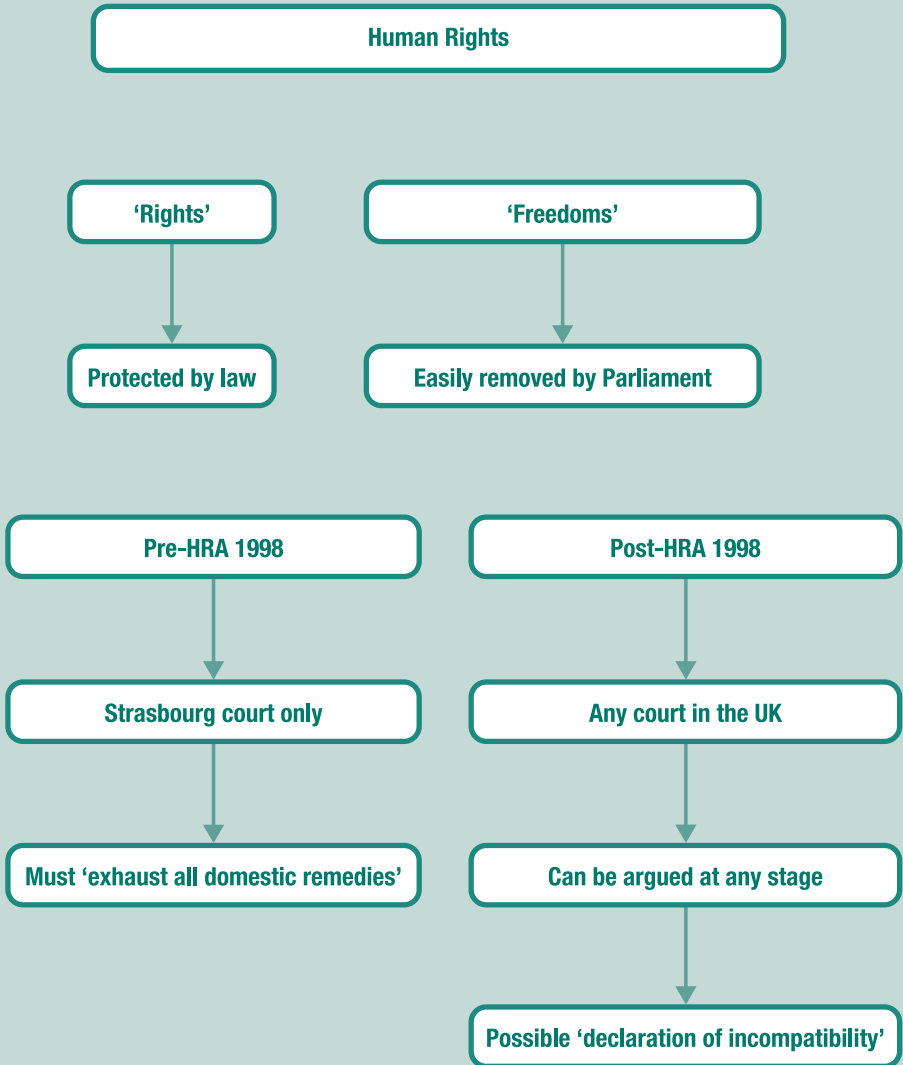 Human Rights
‘Rights’
‘Freedoms’
Protected by law
Easily removed by Parliament
Pre-HRA 1998
Post-HRA 1998
Strasbourg court only
Any court in the UK
Must ‘exhaust all domestic remedies’
Can be argued at any stage
Possible ‘declaration of incompatibility’